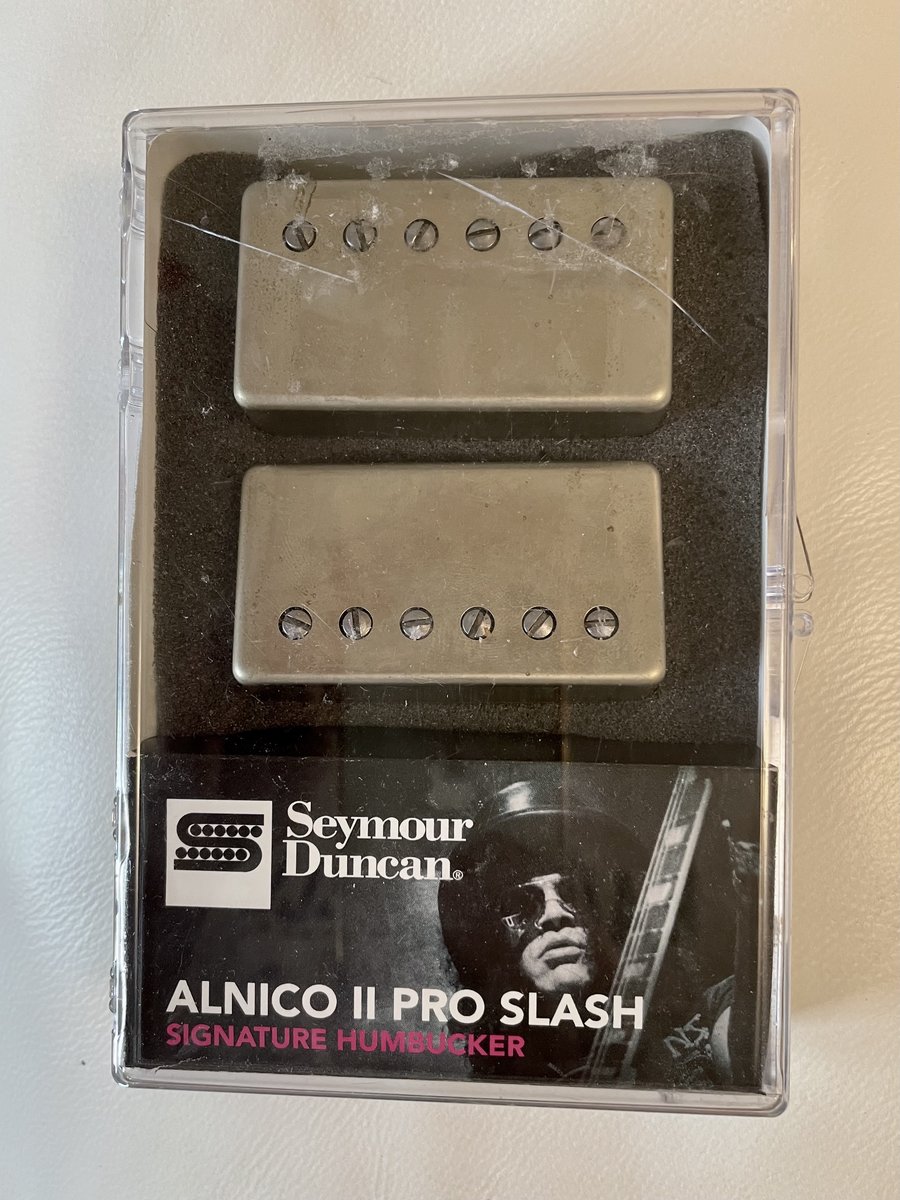 Seymour
Duncan®
ALNICO II PRO SLASH
SIGNATURE HUMBUCKER